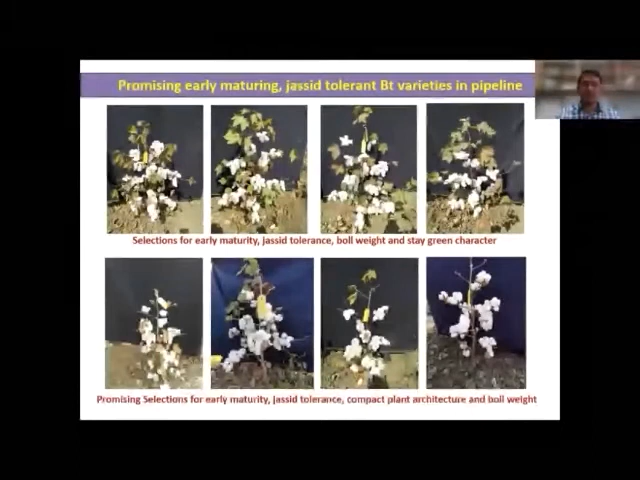 Promising early maturing, jassid tolerant Bt varieties in pipeline
Selections for early maturity, jassid tolerance, boll weight and stay green character
Promising Selections for early maturity, jassid tolerance, compact plant architecture and boll weight